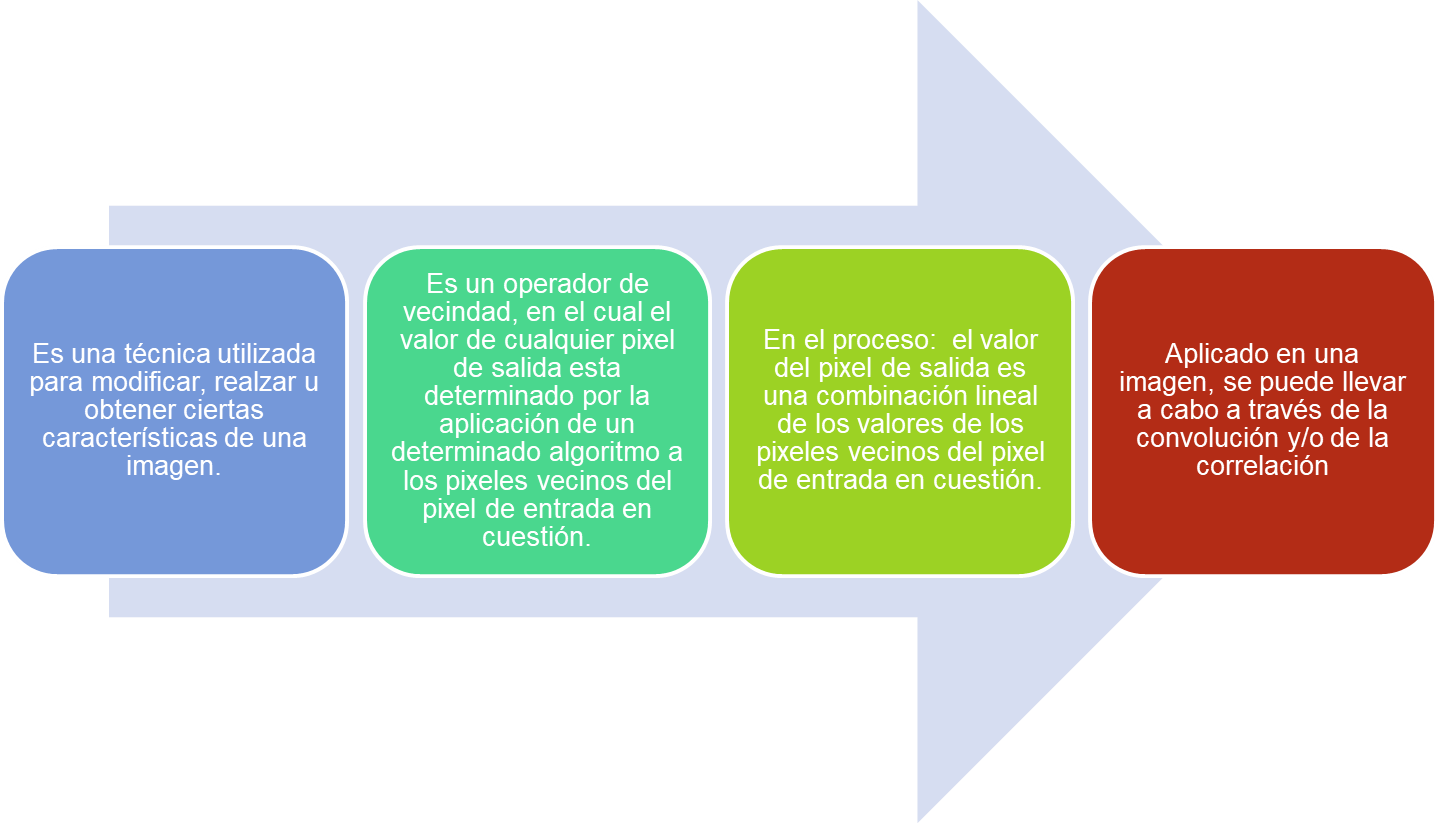 Es una técnica utilizada
para modificar, realzar u
obtener ciertas
características de una
imagen.
Es un operador de
vecindad, en el cual el
valor de cualquier pixel
de salida esta
determinado por la
aplicación de un
determinado algoritmo a
los pixeles vecinos del
pixel de entrada en
cuestión.
En el proceso:  el valor
del pixel de salida es
una combinación lineal
de los valores de los
pixeles vecinos del pixel
de entrada en cuestión.
Aplicado en una
imagen, se puede llevar
a cabo a través de la
convolución y/o de la
correlación